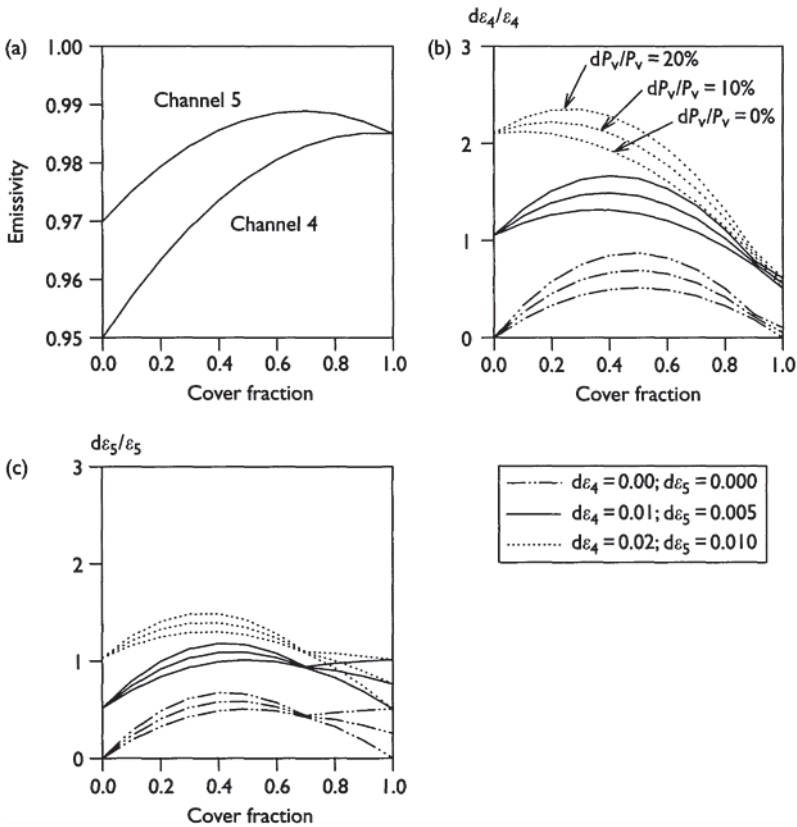 (a)
1.00
0.99
0.98
0.97
0.96
0.95
Emissivity
Channel 5
Channel 4
0.0 0.2 0.4 0.6 0.8 1.0
Cover fraction
dε₄/ε₄
(b)
3
2
1
0
dPᵥ/Pᵥ = 20%
dPᵥ/Pᵥ = 10%
dPᵥ/Pᵥ = 0%
0.0 0.2 0.4 0.6 0.8 1.0
Cover fraction
dε₅/ε₅
(c)
3
2
1
0
0.0 0.2 0.4 0.6 0.8 1.0
Cover fraction
dε₄ = 0.00; dε₅ = 0.000
dε₄ = 0.01; dε₅ = 0.005
dε₄ = 0.02; dε₅ = 0.010